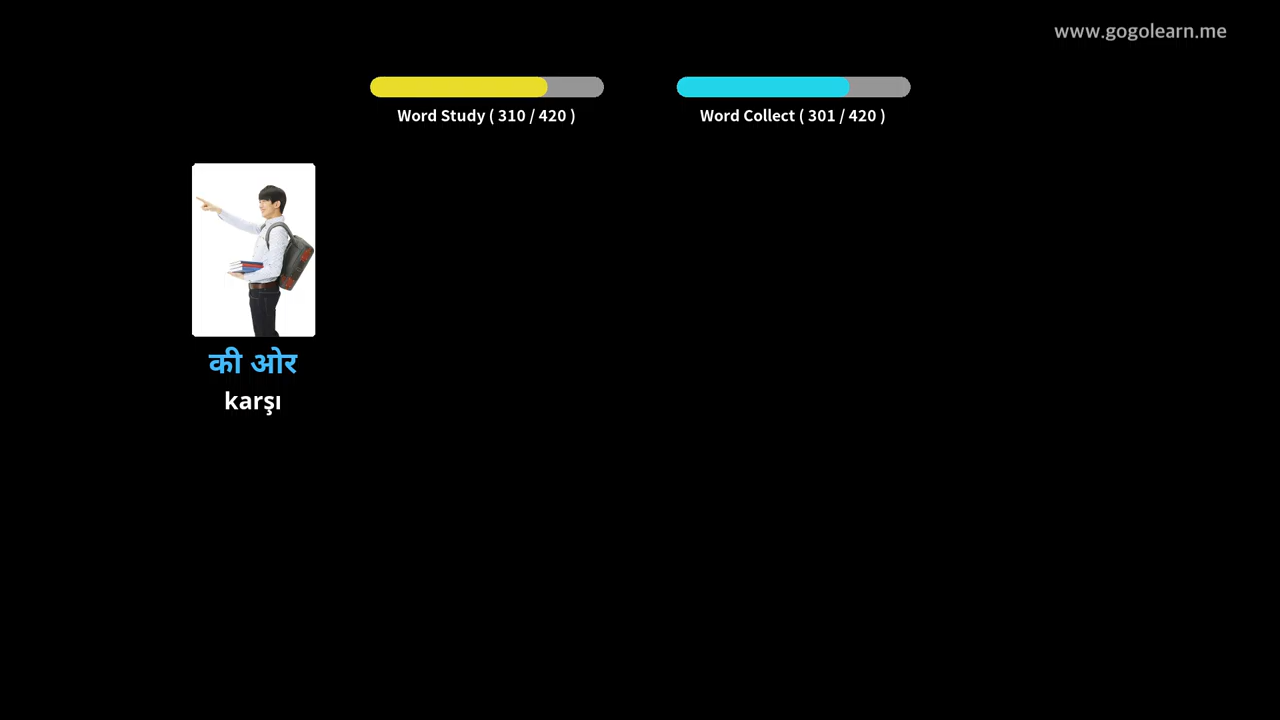 www.gogolearn.me
Word Study ( 310 / 420 )
Word Collect ( 301 / 420 )
की ओर
karşı